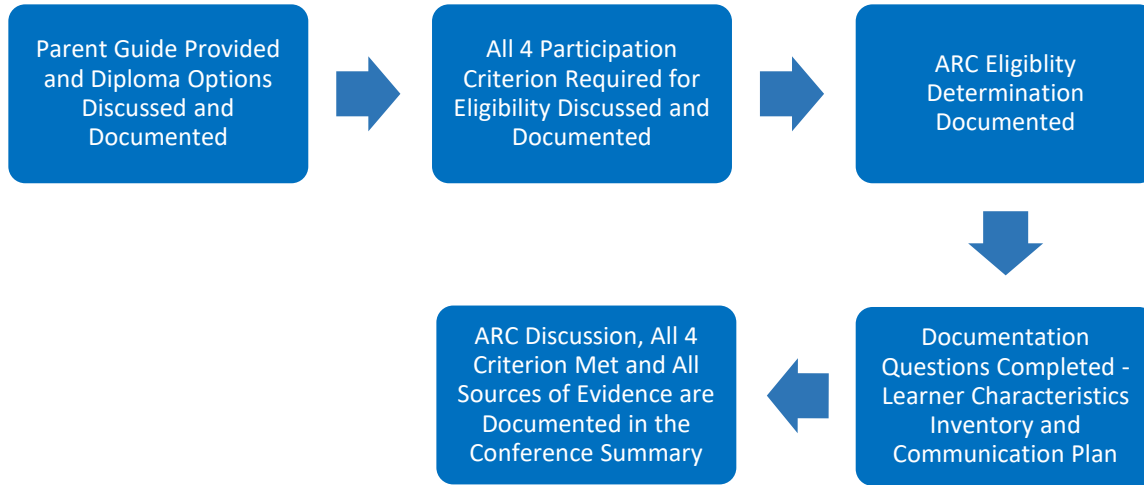 Parent Guide Provided
and Diploma Options
Discussed and
Documented
All 4 Participation
Criterion Required for
Eligibility Discussed and
Documented
ARC Eligiblity
Determination
Documented
Documentation
Questions Completed -
Learner Characteristics
Inventory and
Communication Plan
ARC Discussion, All 4
Criterion Met and All
Sources of Evidence are
Documented in the
Conference Summary